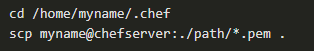 cd /home/myname/.chef
scp myname@chefserver:./path/*.pem .